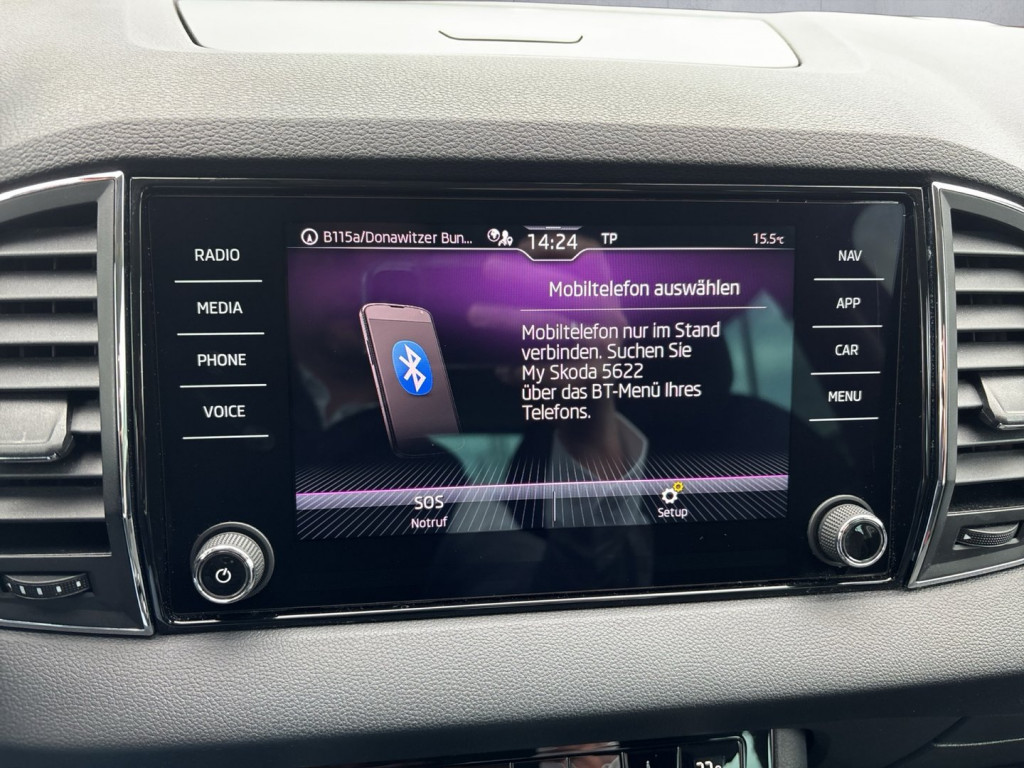 B115a/Donawitzer Bun... 14:24 TP 15.5°C
RADIO
MEDIA
PHONE
VOICE
Mobiltelefon auswählen
Mobiltelefon nur im Stand
verbinden. Suchen Sie
My Skoda 5622
über das BT-Menü Ihres
Telefons.
SOS
Notruf
Setup
NAV
APP
CAR
MENU